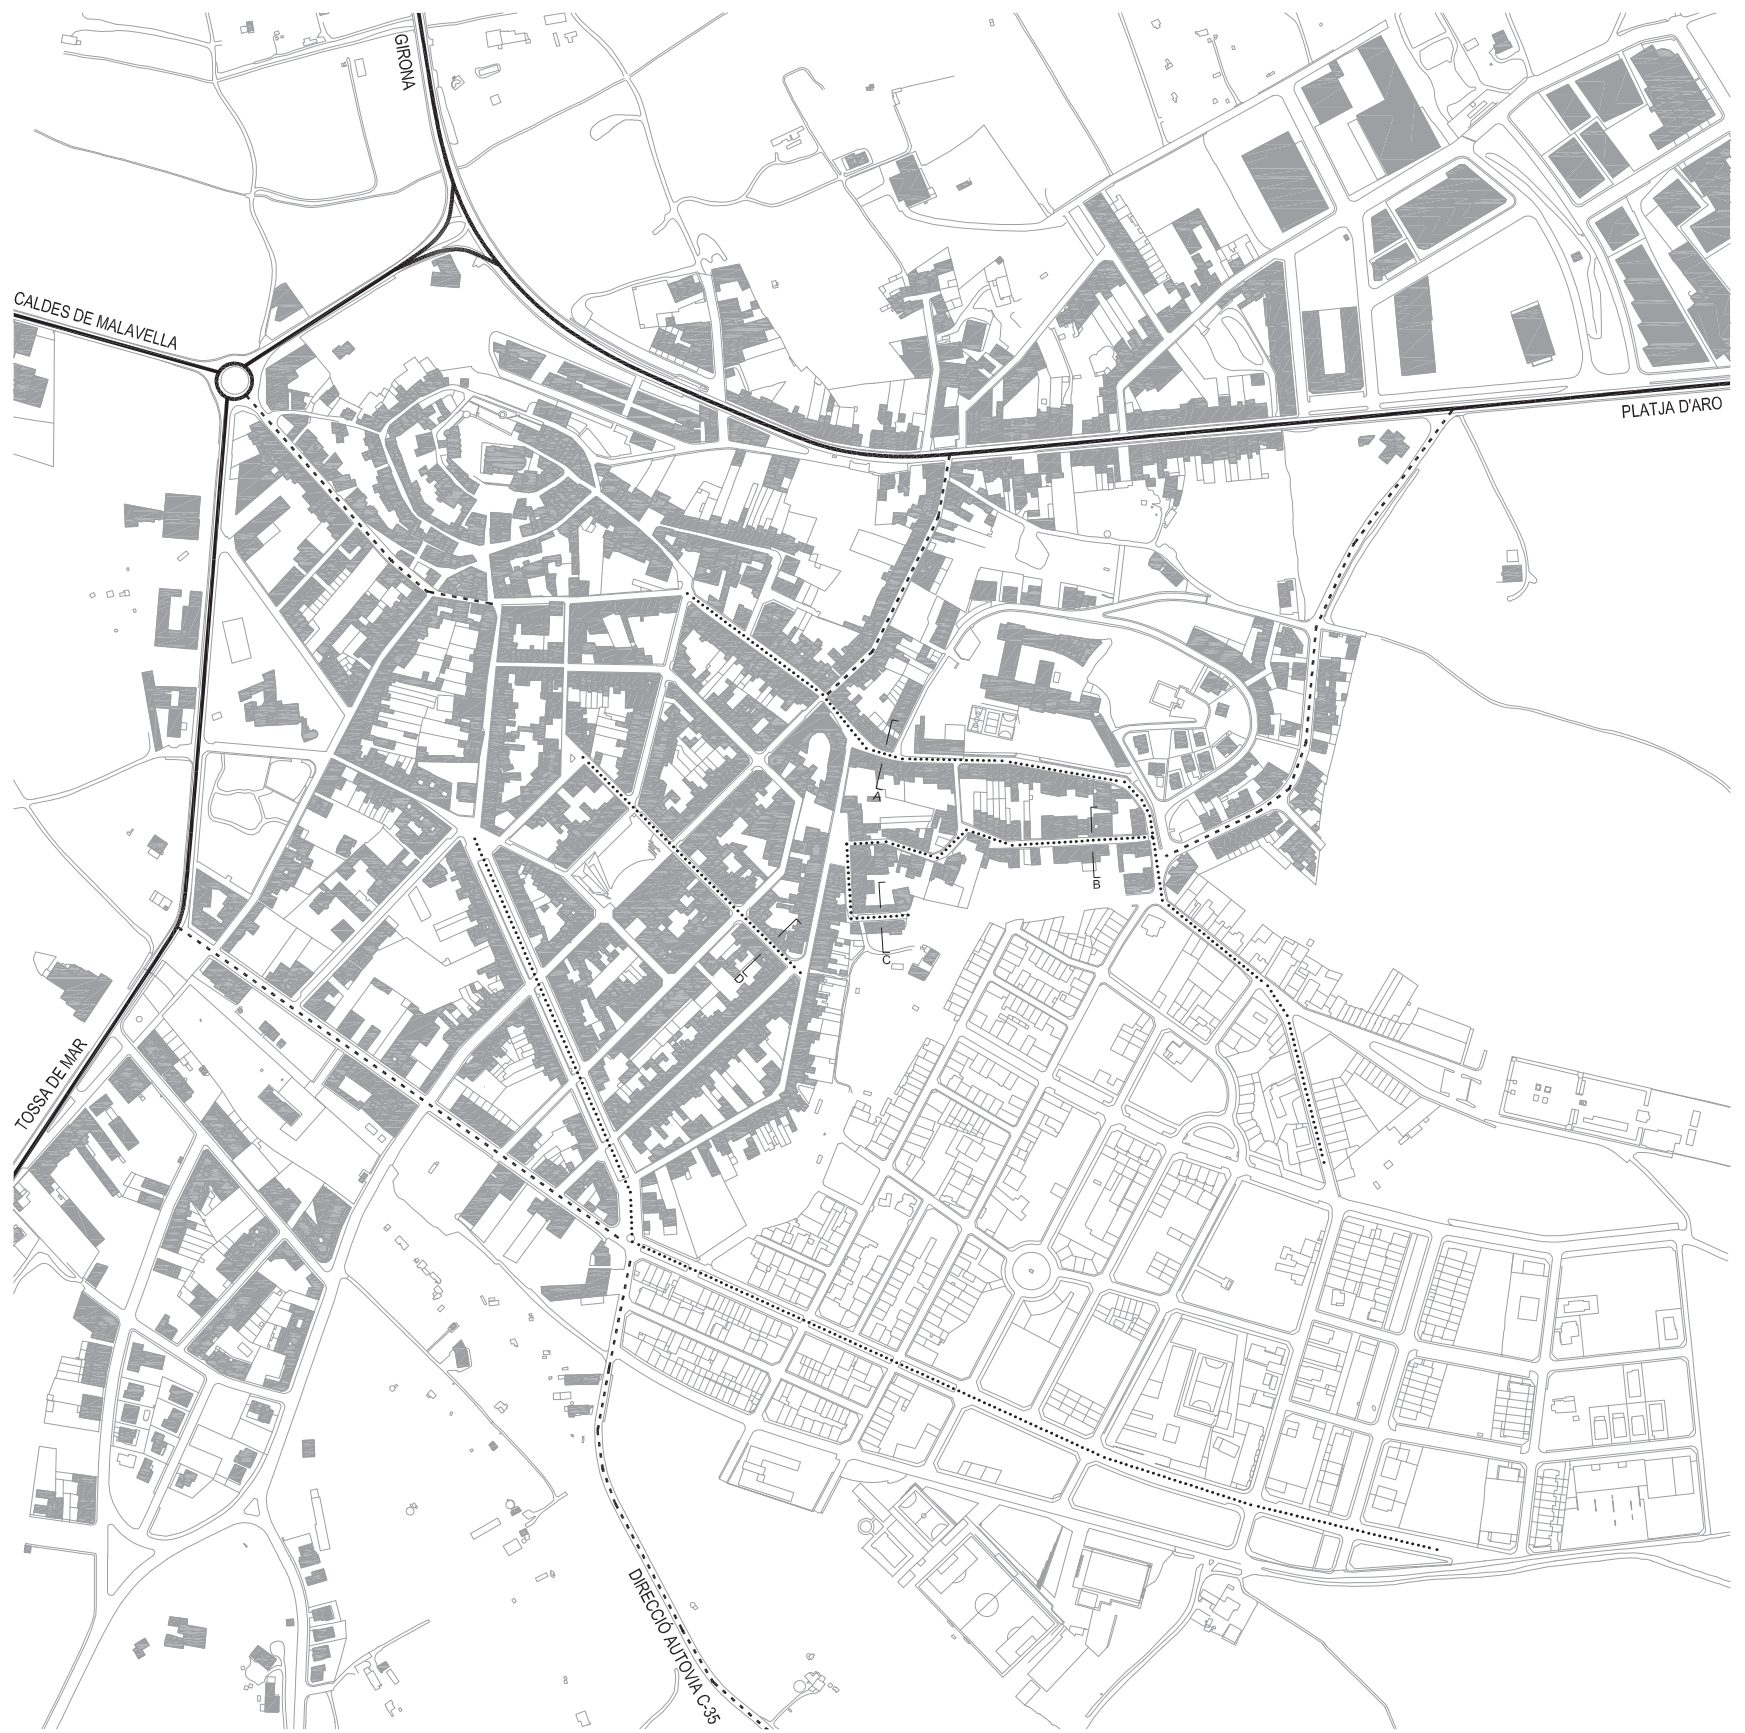 GIRONA
CALDES DE MALAVELLA
PLATJA D'ARO
A
B
C
D
TOSSA DE MAR
DIRECCIÓ AUTOVIA C-35